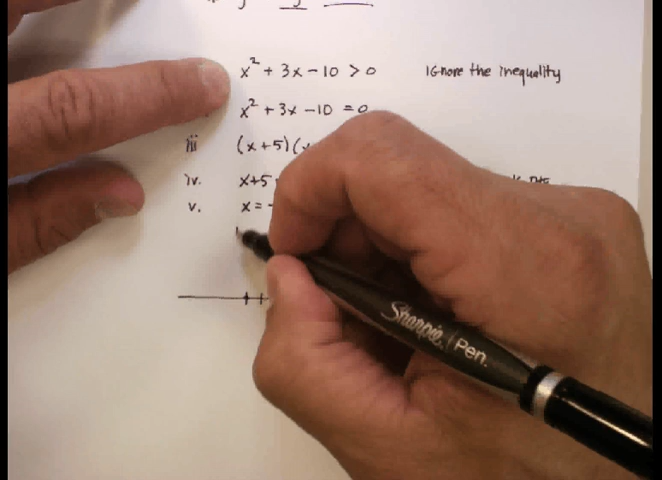 x² + 3x - 10 > 0 ignore the inequality
x² + 3x - 10 = 0
iii (x+5)(x
iv. x+5
v. x = -
Sharpie. Pen.